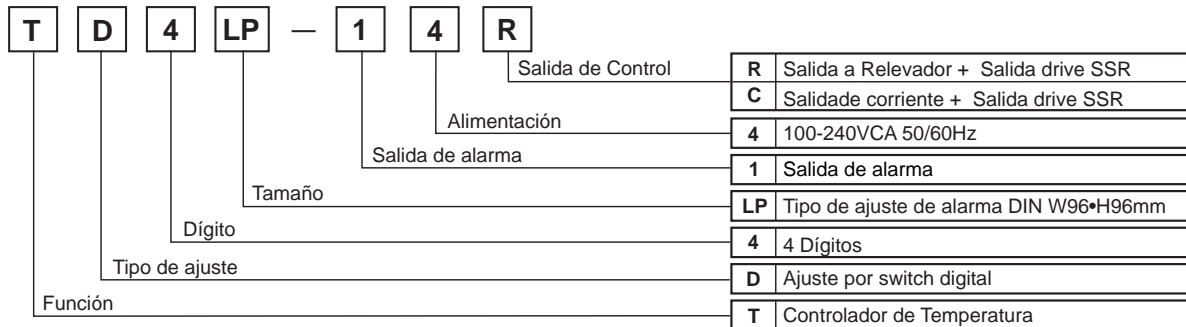 T D 4 LP — 1 4 R
Salida de Control
R Salida a Relevador + Salida drive SSR
C Salidade corriente + Salida drive SSR
Alimentación
4 100-240VCA 50/60Hz
Salida de alarma
1 Salida de alarma
Tamaño
LP Tipo de ajuste de alarma DIN W96•H96mm
Dígito
4 4 Dígitos
Tipo de ajuste
D Ajuste por switch digital
Función
T Controlador de Temperatura